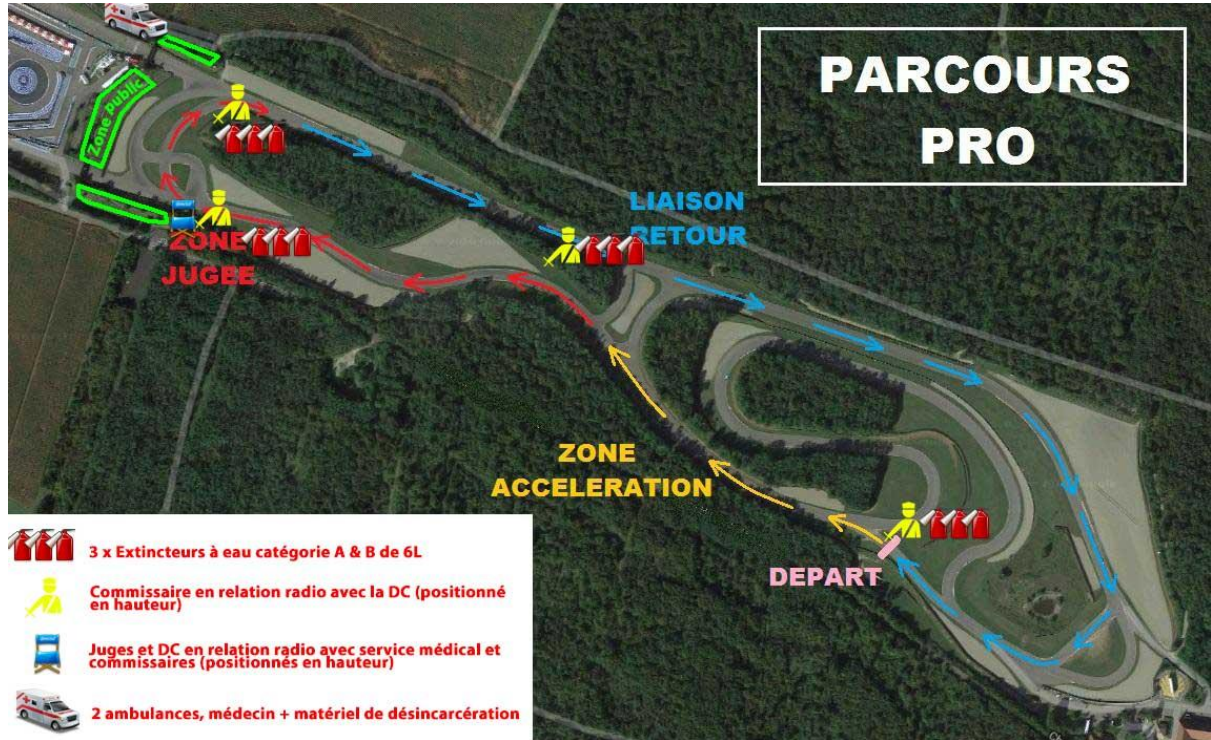 PARCOURS
PRO
Zone public
LIAISON
RETOUR
ZONE
JUGEE
ZONE
ACCELERATION
DEPART
3 x Extincteurs à eau catégorie A & B de 6L
Commissaire en relation radio avec la DC (positionné
en hauteur)
Juges et DC en relation radio avec service médical et
commissaires (positionnés en hauteur)
2 ambulances, médecin + matériel de désincarcération